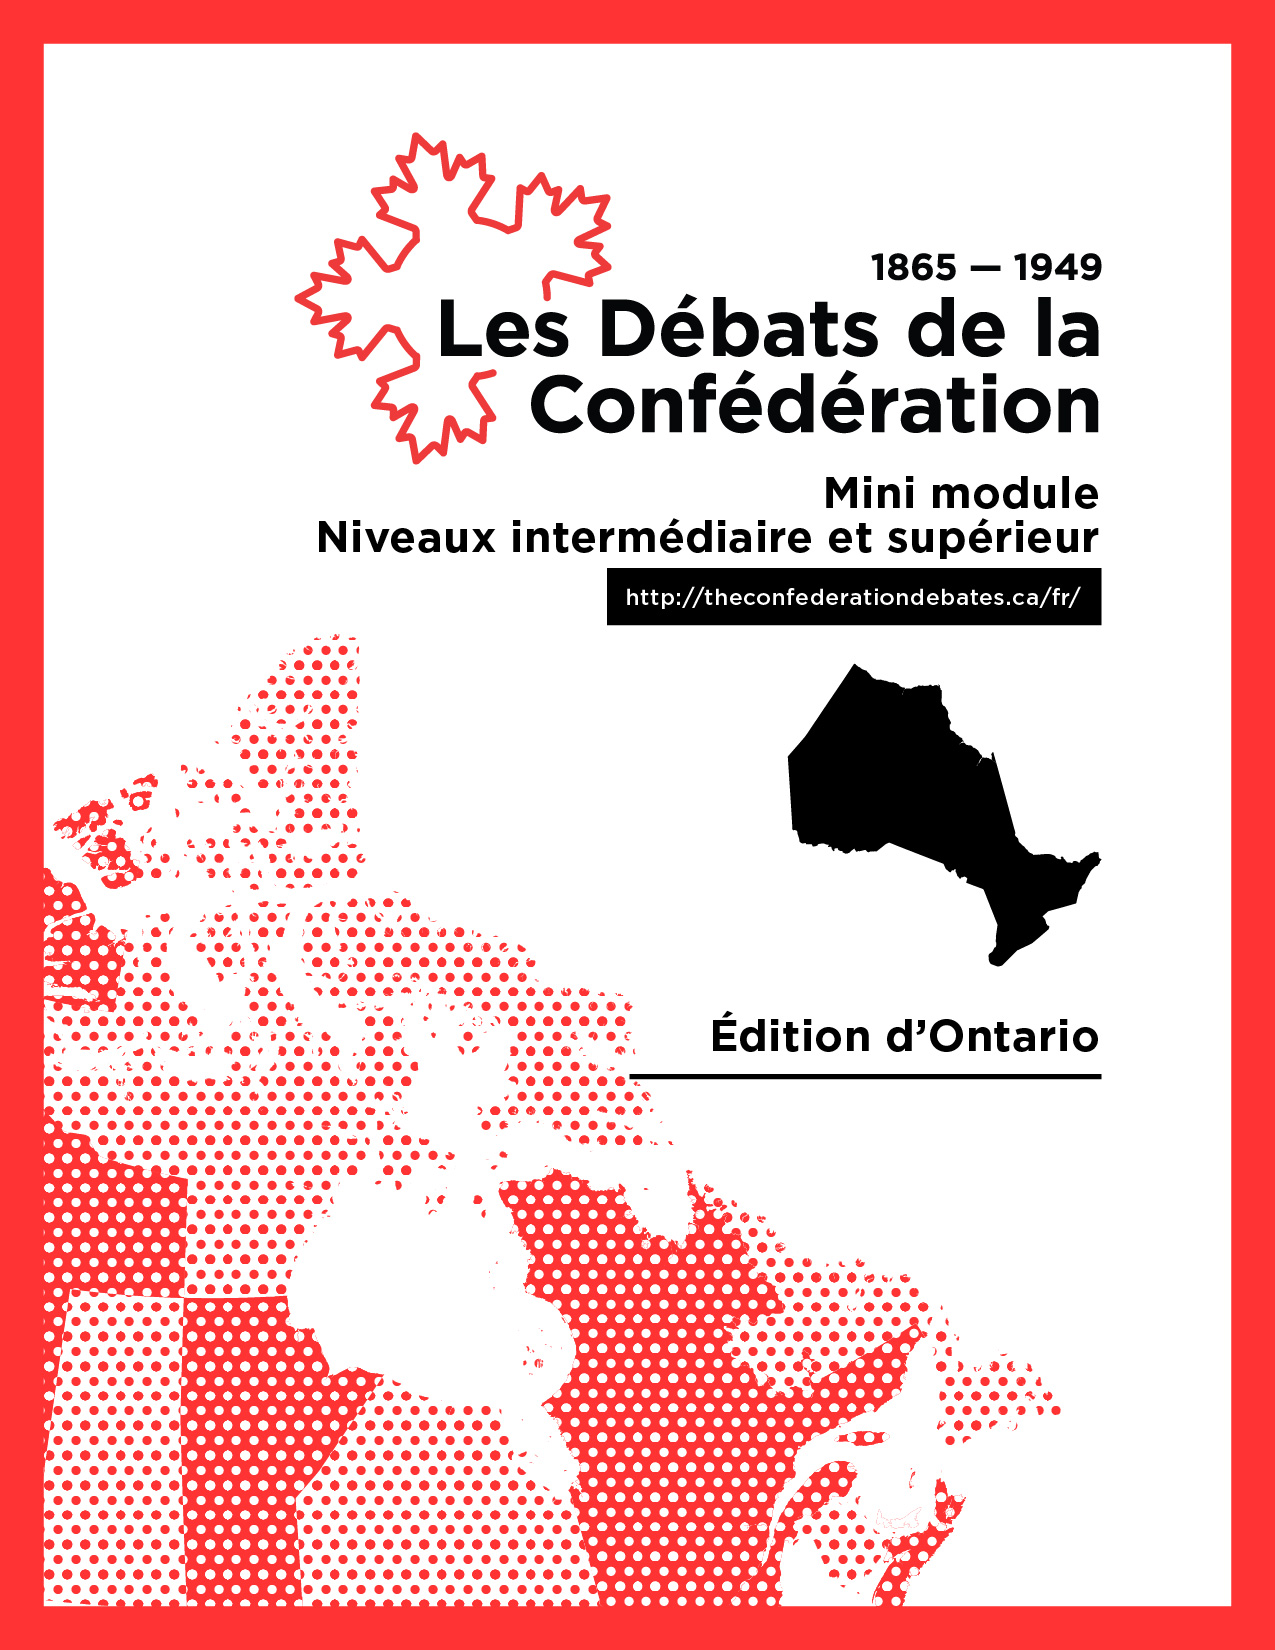 1865 — 1949
Les Débats de la
Confédération
Mini module
Niveaux intermédiaire et supérieur
http://theconfederationdebates.ca/fr/
Édition d’Ontario